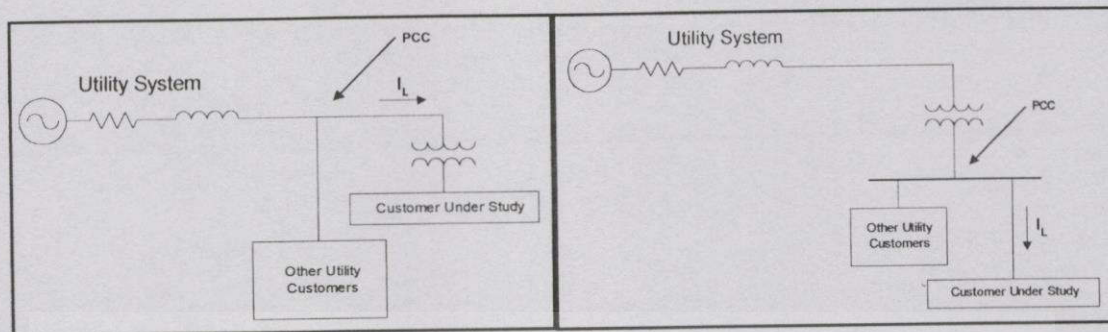 PCC
I_L
Utility System
Customer Under Study
Other Utility
Customers
Utility System
PCC
Other Utility
Customers
I_L
Customer Under Study